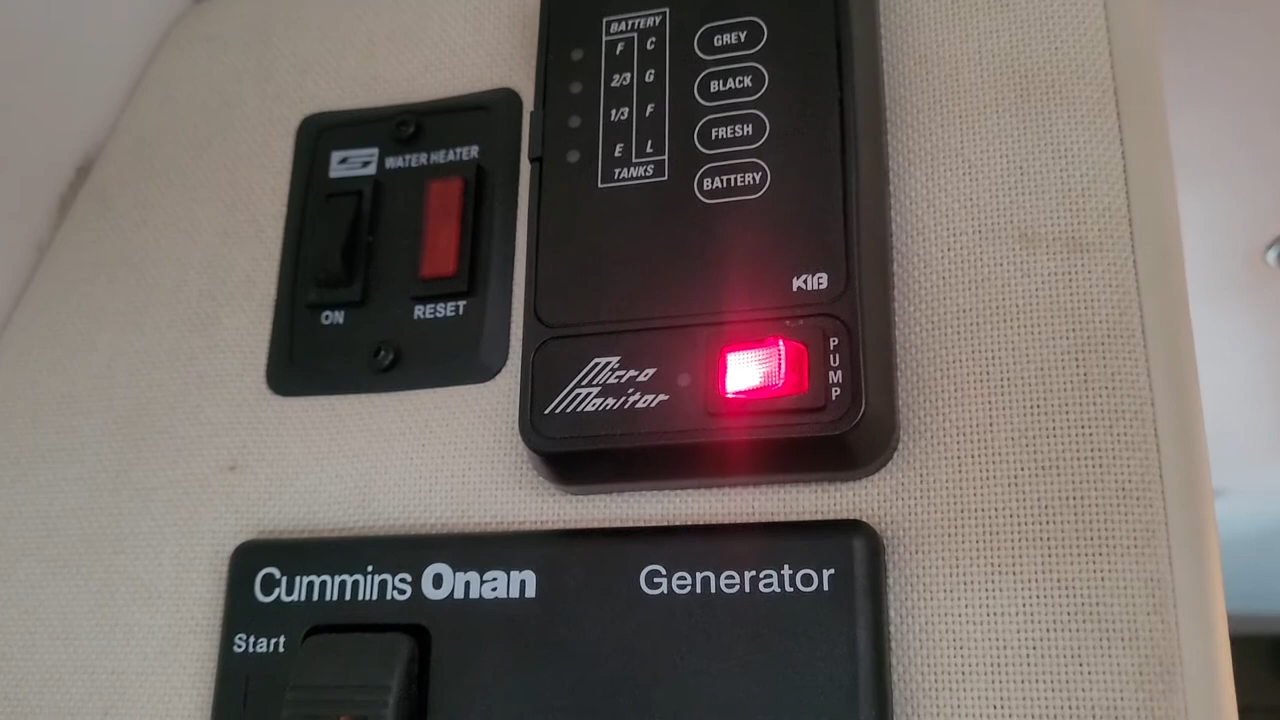 WATER HEATER
ON
RESET
BATTERY
F C
2/3 G
1/3 F
E L
TANKS
GREY
BLACK
FRESH
BATTERY
KIB
Micro
Monitor
PUMP
Cummins Onan Generator
Start